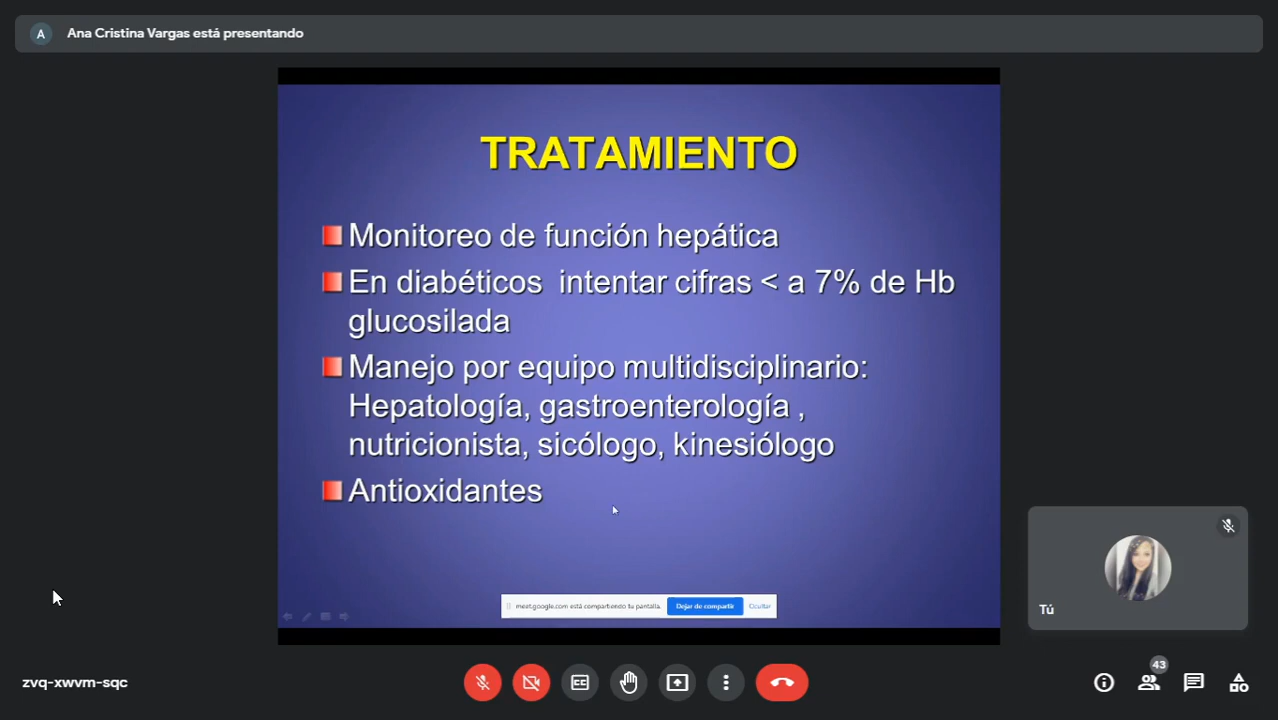 A
Ana Cristina Vargas está presentando
TRATAMIENTO
Monitoreo de función hepática
En diabéticos  intentar cifras < a 7% de Hb
glucosilada
Manejo por equipo multidisciplinario:
Hepatología, gastroenterología ,
nutricionista, sicólogo, kinesiólogo
Antioxidantes
meet.google.com está compartiendo tu pantalla.
Dejar de compartir
Ocultar
Tú
zvq-xwvm-sqc
CC
43